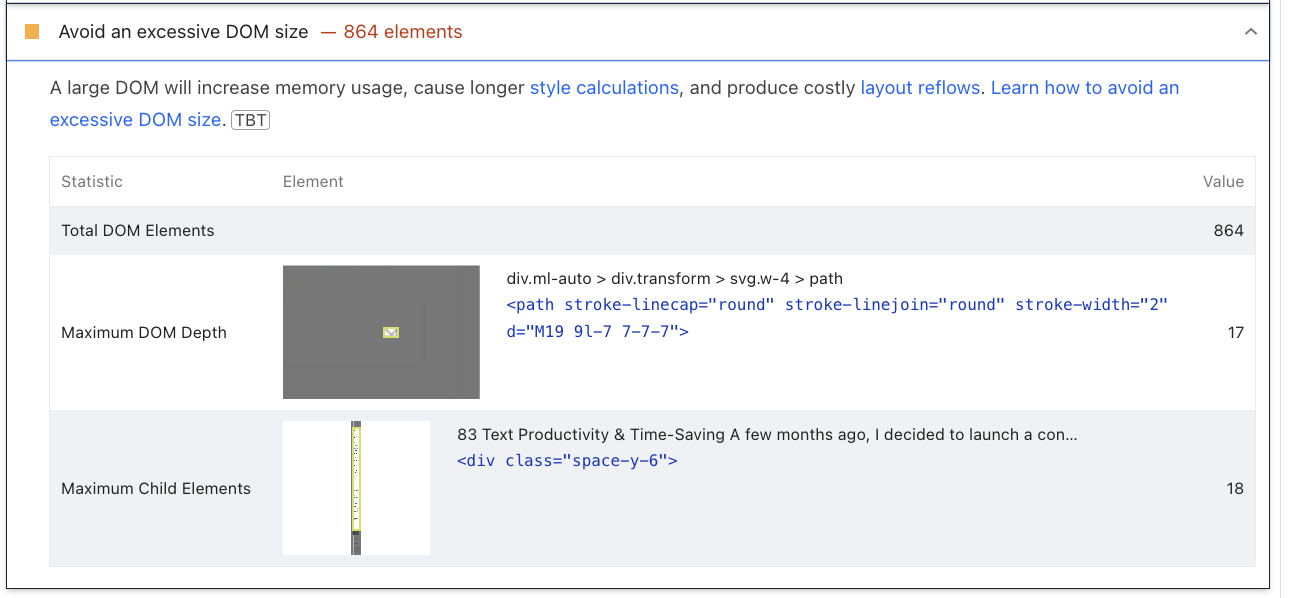 Avoid an excessive DOM size — 864 elements
A large DOM will increase memory usage, cause longer style calculations, and produce costly layout reflows. Learn how to avoid an
excessive DOM size. TBT
Statistic Element Value
Total DOM Elements 864
div.ml-auto > div.transform > svg.w-4 > path
<path stroke-linecap="round" stroke-linejoin="round" stroke-width="2"
d="M19 9l-7 7-7-7">
Maximum DOM Depth 17
83 Text Productivity & Time-Saving A few months ago, I decided to launch a con...
<div class="space-y-6">
Maximum Child Elements 18